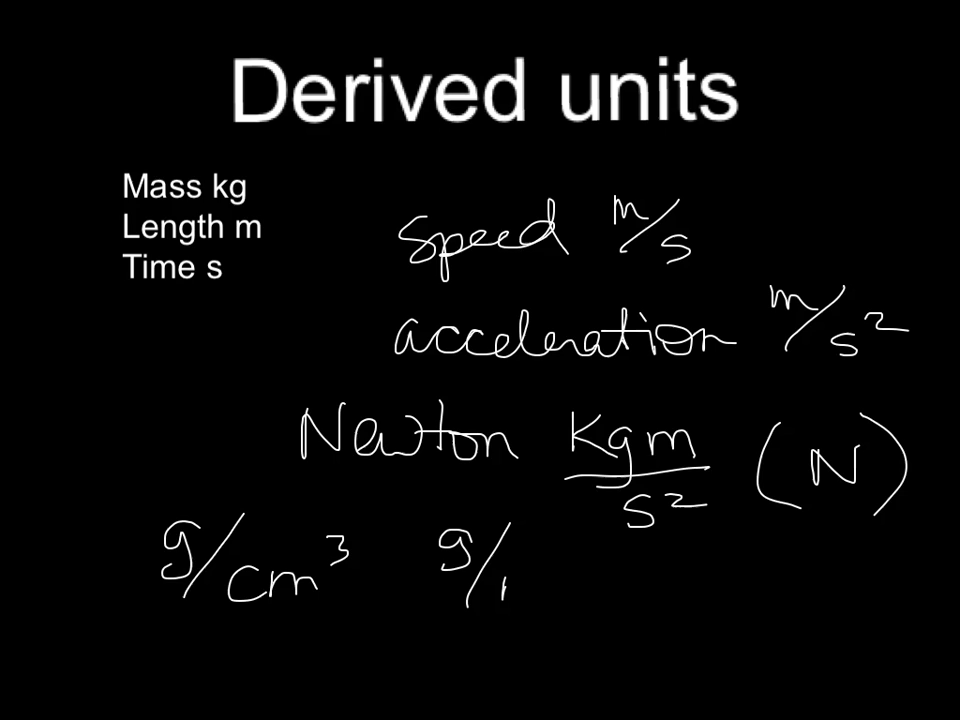 Derived units
Mass kg
Length m
Time s
speed m/s
acceleration m/s²
Newton Kgm/s² (N)
g/cm³ g/